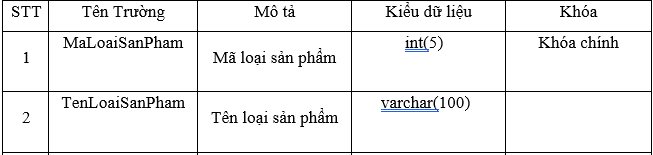 STT Tên Trường Mô tả Kiểu dữ liệu Khóa
1 MaLoaiSanPham Mã loại sản phẩm int(5) Khóa chính
2 TenLoaiSanPham Tên loại sản phẩm varchar(100)